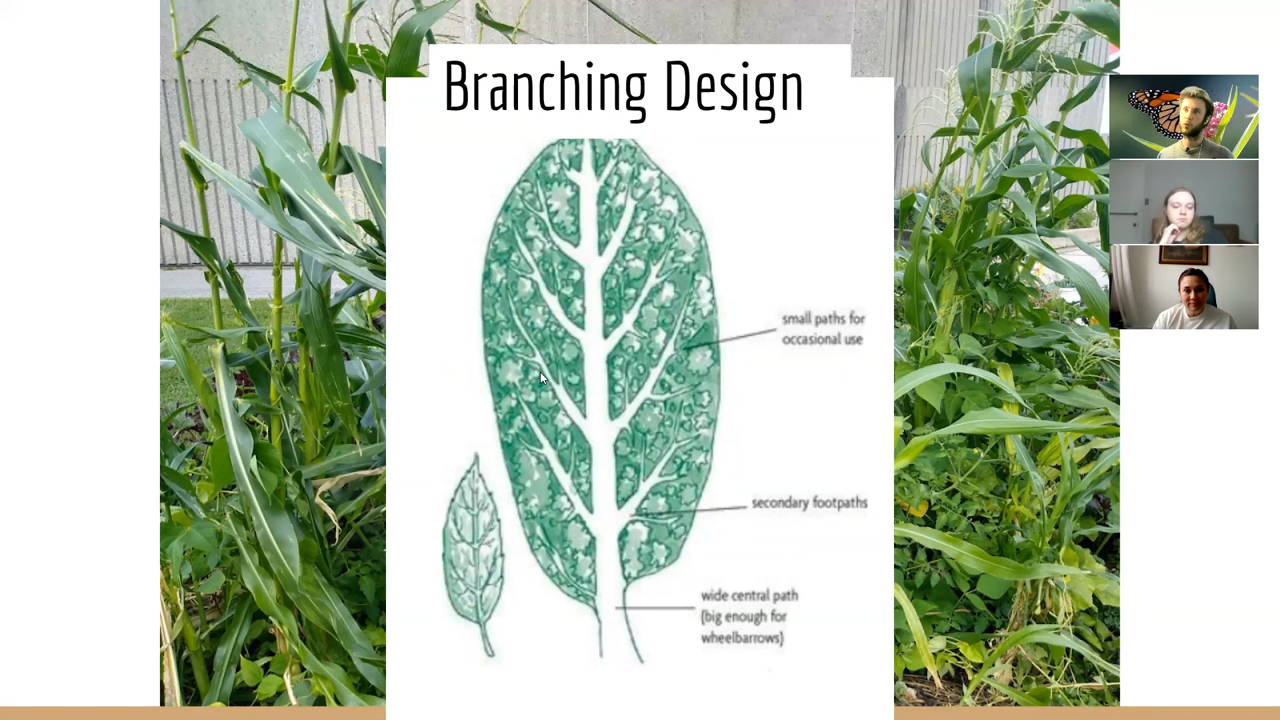 Branching Design
small paths for
occasional use
secondary footpaths
wide central path
(big enough for
wheelbarrows)